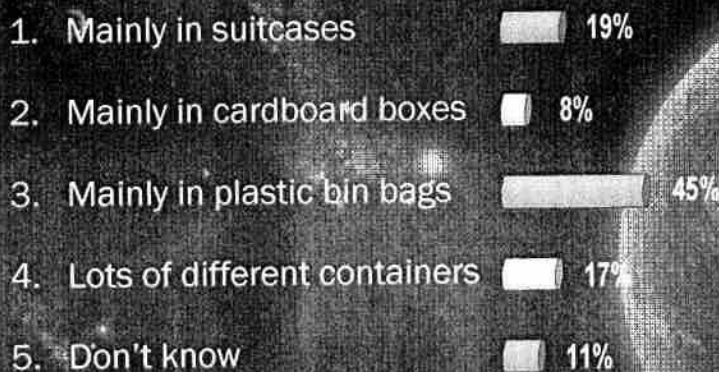 1. Mainly in suitcases 19%
2. Mainly in cardboard boxes 8%
3. Mainly in plastic bin bags 45%
4. Lots of different containers 17%
5. Don't know 11%